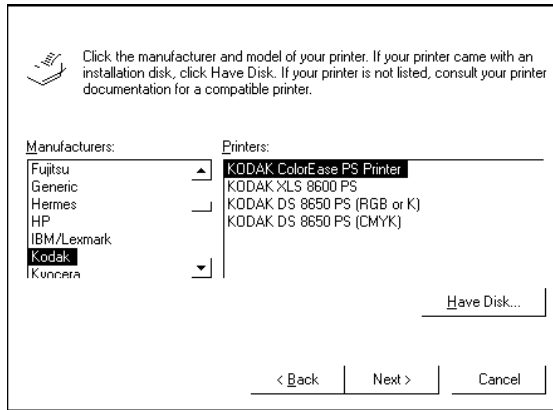 Click the manufacturer and model of your printer. If your printer came with an
installation disk, click Have Disk. If your printer is not listed, consult your printer
documentation for a compatible printer.
Manufacturers:
Fujitsu
Generic
Hermes
HP
IBM/Lexmark
Kodak
Kyocera
Printers:
KODAK ColorEase PS Printer
KODAK XLS 8600 PS
KODAK DS 8650 PS (RGB or K)
KODAK DS 8650 PS (CMYK)
Have Disk...
< Back
Next >
Cancel